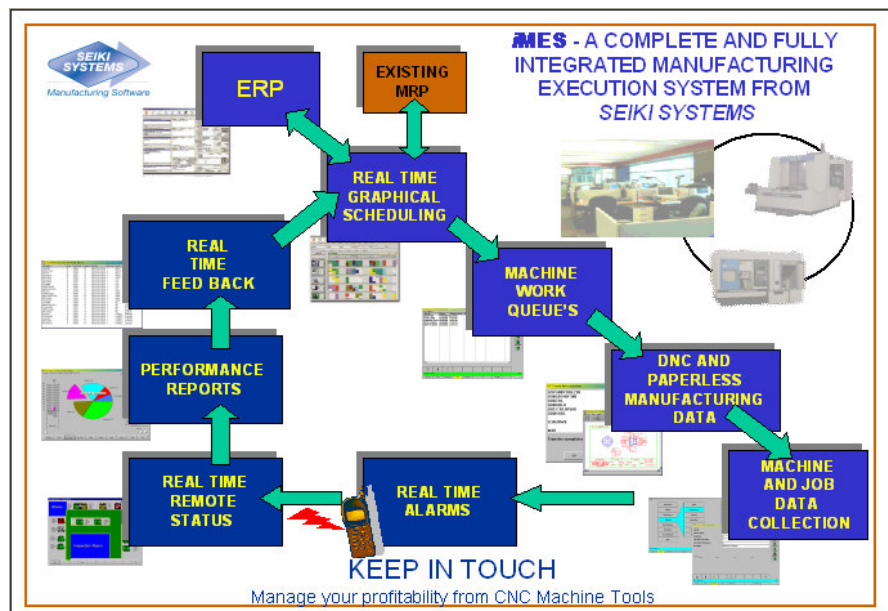 SEIKI
SYSTEMS
Manufacturing Software
ERP
EXISTING
MRP
iMES - A COMPLETE AND FULLY
INTEGRATED MANUFACTURING
EXECUTION SYSTEM FROM
SEIKI SYSTEMS
REAL TIME
GRAPHICAL
SCHEDULING
REAL
TIME
FEED BACK
MACHINE
WORK
QUEUE'S
PERFORMANCE
REPORTS
DNC AND
PAPERLESS
MANUFACTURING
DATA
REAL TIME
REMOTE
STATUS
REAL TIME
ALARMS
MACHINE
AND JOB
DATA
COLLECTION
KEEP IN TOUCH
Manage your profitability from CNC Machine Tools